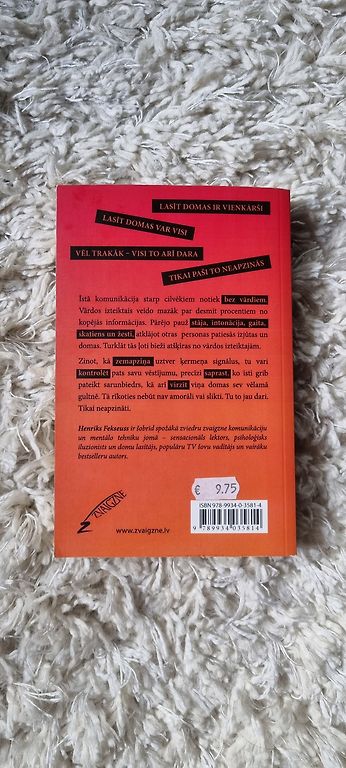 LASĪT DOMAS IR VIENKĀRŠI
LASĪT DOMAS VAR VISI
VĒL TRAKĀK – VISI TO ARĪ DARA
TIKAI PAŠI TO NEAPZINĀS
Īstā komunikācija starp cilvēkiem notiek bez vārdiem.
Vārdos izteiktais veido mazāk par desmit procentiem no
kopējās informācijas. Pārējo pauž stāja, intonācija, gaita,
skatiens un žesti, atklājot otras personas patiesās izjūtas un
domas. Turklāt tās ļoti bieži atšķiras no vārdos izteiktajām.
Zinot, kā zemapziņa uztver ķermeņa signālus, tu vari
kontrolēt pats savu vēstījumu, precīzi saprast, ko īsti grib
pateikt sarunbiedrs, kā arī virzīt viņa domas sev vēlamā
gultnē. Tā rīkoties nebūt nav amorāli vai slikti. Tu to jau dari.
Tikai neapzināti.
Henriks Fekseuss ir šobrīd spožākā zviedru zvaigzne komunikāciju
un mentālo tehniku jomā – sensacionāls lektors, psiholoģisks
iluzionists un domu lasītājs, populāru TV šovu vadītājs un vairāku
bestselleru autors.
ZVAIGZNE
www.zvaigzne.lv
€ 9.75
ISBN 978-9934-0-3581-4
9 789934 035814